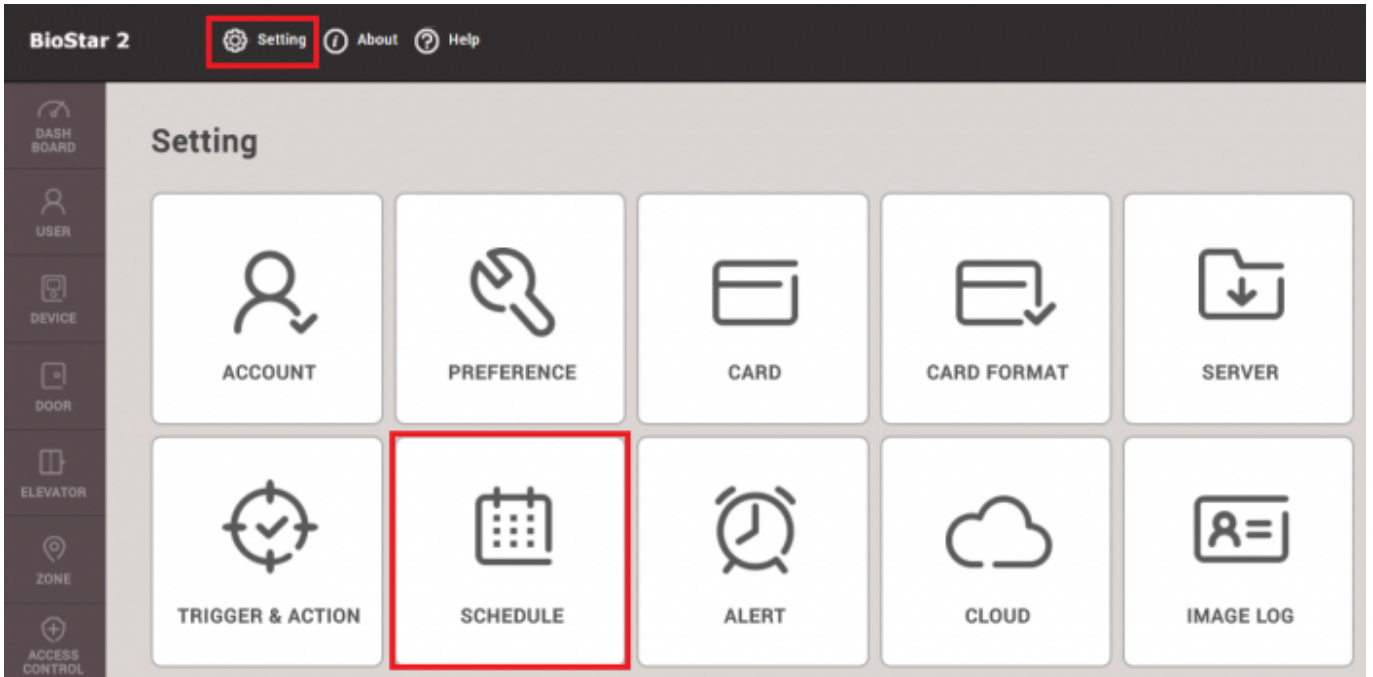 BioStar 2
Setting
About
Help
DASH
BOARD
USER
DEVICE
DOOR
ELEVATOR
ZONE
ACCESS
CONTROL
Setting
ACCOUNT
PREFERENCE
CARD
CARD FORMAT
SERVER
TRIGGER & ACTION
SCHEDULE
ALERT
CLOUD
IMAGE LOG